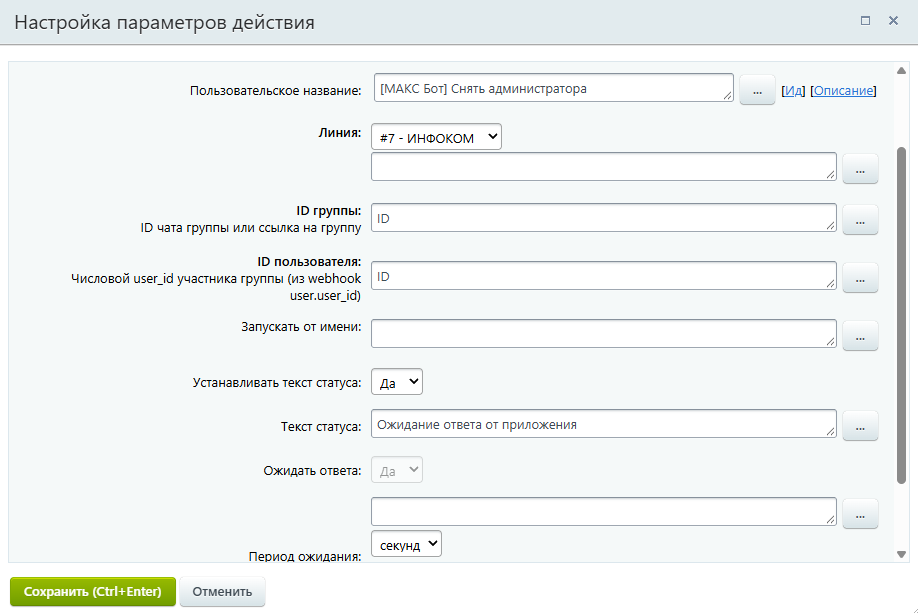 Настройка параметров действия
Пользовательское название: [МАКС Бот] Снять администратора ... [Ид] [Описание]
Линия: #7 - ИНФОКОМ
...
ID группы:
ID чата группы или ссылка на группу
ID ...
ID пользователя:
Числовой user_id участника группы (из webhook
user.user_id)
ID ...
Запускать от имени: ...
Устанавливать текст статуса: Да
Текст статуса: Ожидание ответа от приложения ...
Ожидать ответа: Да
...
Период ожидания: секунд
Сохранить (Ctrl+Enter) Отменить